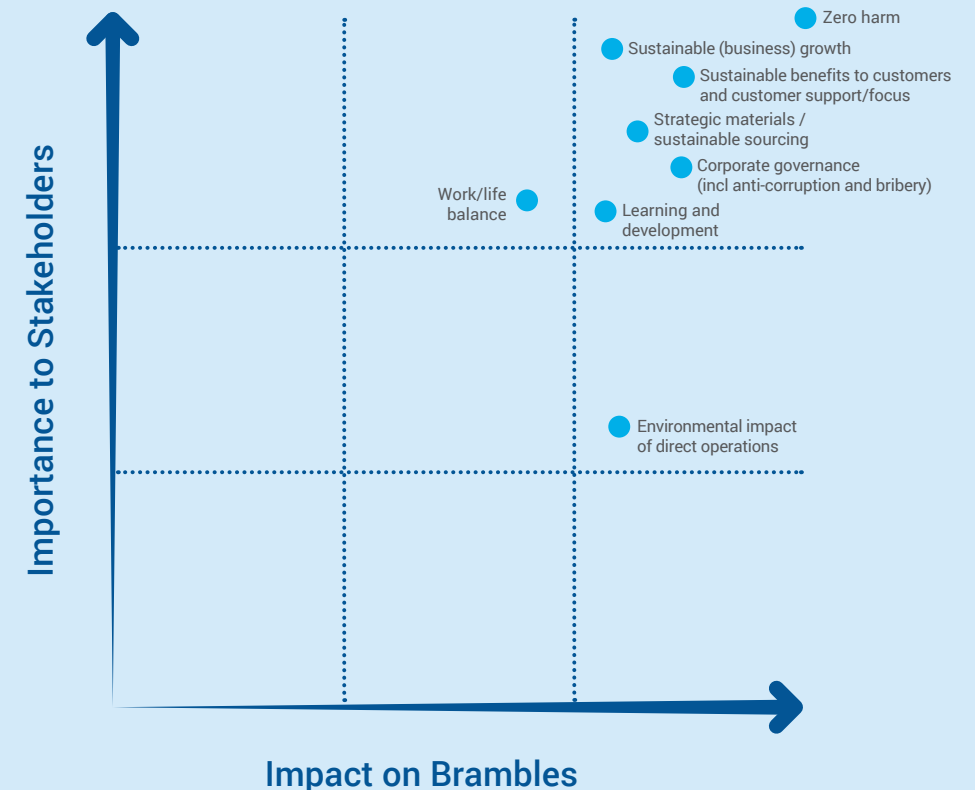 Zero harm
Sustainable (business) growth
Sustainable benefits to customers
and customer support/focus
Strategic materials /
sustainable sourcing
Corporate governance
(incl anti-corruption and bribery)
Work/life
balance
Learning and
development
Environmental impact
of direct operations
Importance to Stakeholders
Impact on Brambles